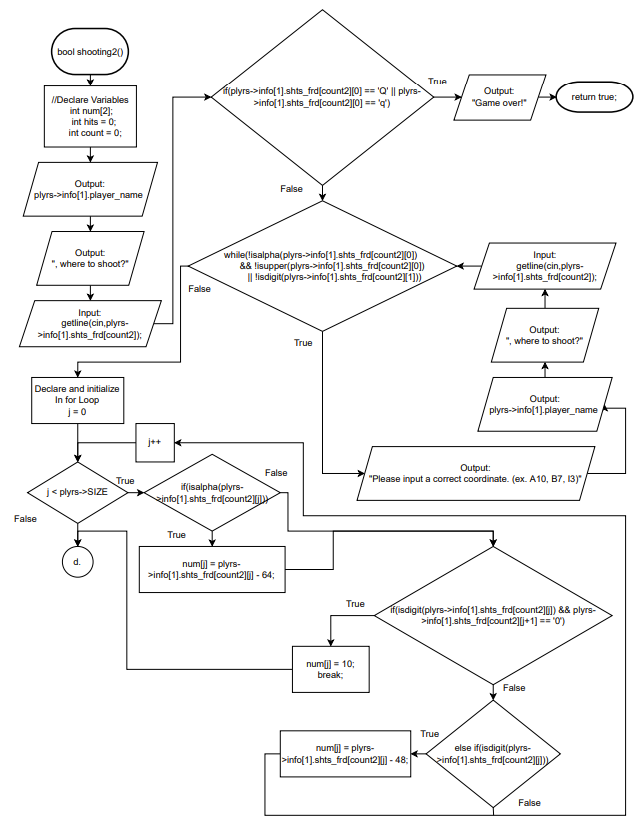 bool shooting2()
//Declare Variables
int num[2];
int hits = 0;
int count = 0;
Output:
plyrs->info[1].player_name
Output:
", where to shoot?"
Input:
getline(cin,plyrs-
>info[1].shts_frd[count2]);
if(plyrs->info[1].shts_frd[count2][0] == 'Q' || plyrs-
>info[1].shts_frd[count2][0] == 'q')
True
Output:
"Game over!"
return true;
False
while(!isalpha(plyrs->info[1].shts_frd[count2][0])
&& !isupper(plyrs->info[1].shts_frd[count2][0])
|| !isdigit(plyrs->info[1].shts_frd[count2][1]))
False
True
Input:
getline(cin,plyrs-
>info[1].shts_frd[count2]);
Output:
", where to shoot?"
Output:
plyrs->info[1].player_name
Output:
"Please input a correct coordinate. (ex. A10, B7, I3)"
Declare and initialize
In for Loop
j = 0
j++
j < plyrs->SIZE
True
False
d.
if(isalpha(plyrs-
>info[1].shts_frd[count2][j]))
False
True
num[j] = plyrs-
>info[1].shts_frd[count2][j] - 64;
if(isdigit(plyrs->info[1].shts_frd[count2][j]) && plyrs-
>info[1].shts_frd[count2][j+1] == '0')
True
num[j] = 10;
break;
False
else if(isdigit(plyrs-
>info[1].shts_frd[count2][j]))
True
num[j] = plyrs-
>info[1].shts_frd[count2][j] - 48;
False